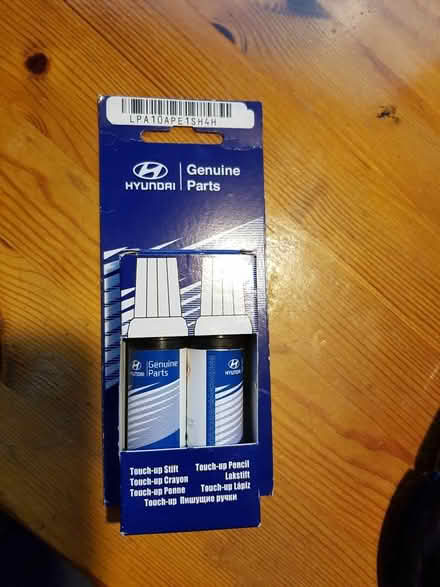 LPA10APE1SH4H
HYUNDAI
Genuine
Parts
HYUNDAI
Genuine
Parts
HYUNDAI
Touch-up Stift
Touch-up Pencil
Touch-up Crayon
Lakstift
Touch-up Penne
Touch-up Lápiz
Touch-up Пишущие ручки